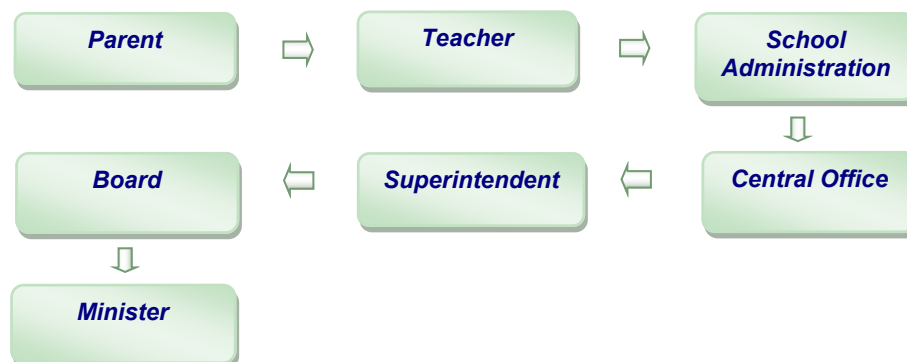 Parent
Teacher
School
Administration
Central Office
Superintendent
Board
Minister